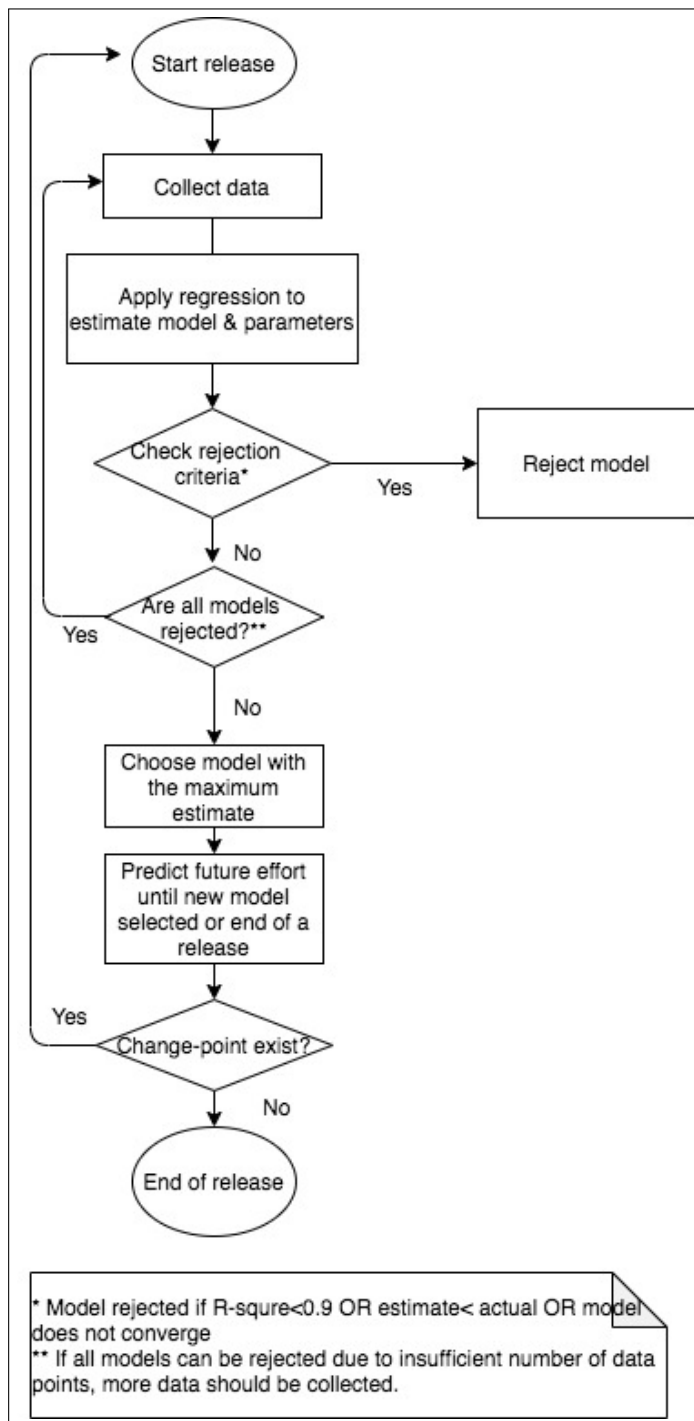 Start release
Collect data
Apply regression to
estimate model & parameters
Check rejection
criteria*
Yes
Reject model
No
Are all models
rejected?**
Yes
No
Choose model with
the maximum
estimate
Predict future effort
until new model
selected or end of a
release
Yes
Change-point exist?
No
End of release
* Model rejected if R-squre<0.9 OR estimate< actual OR model
does not converge
** If all models can be rejected due to insufficient number of data
points, more data should be collected.